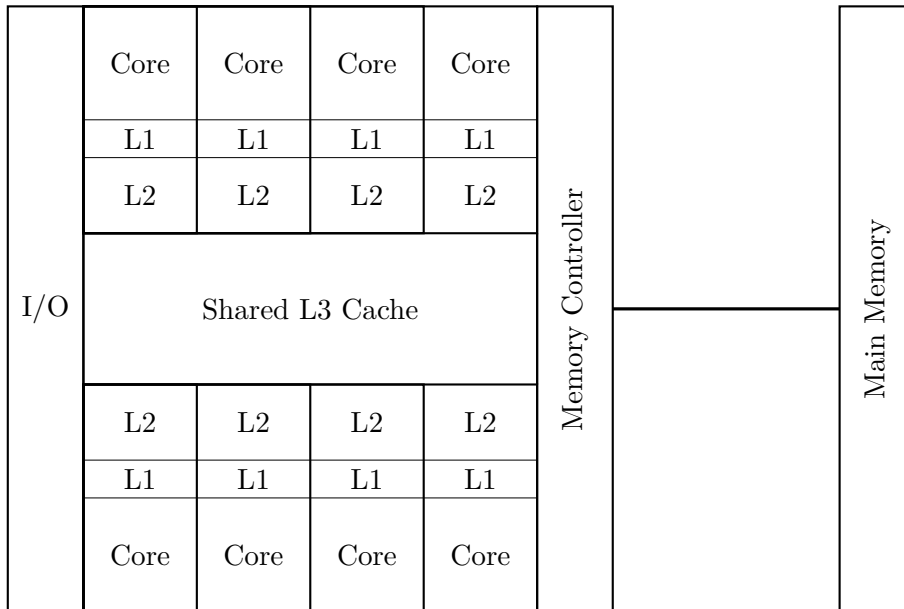 Core Core Core Core
L1 L1 L1 L1
L2 L2 L2 L2
I/O
Shared L3 Cache
Memory Controller
Main Memory
L2 L2 L2 L2
L1 L1 L1 L1
Core Core Core Core